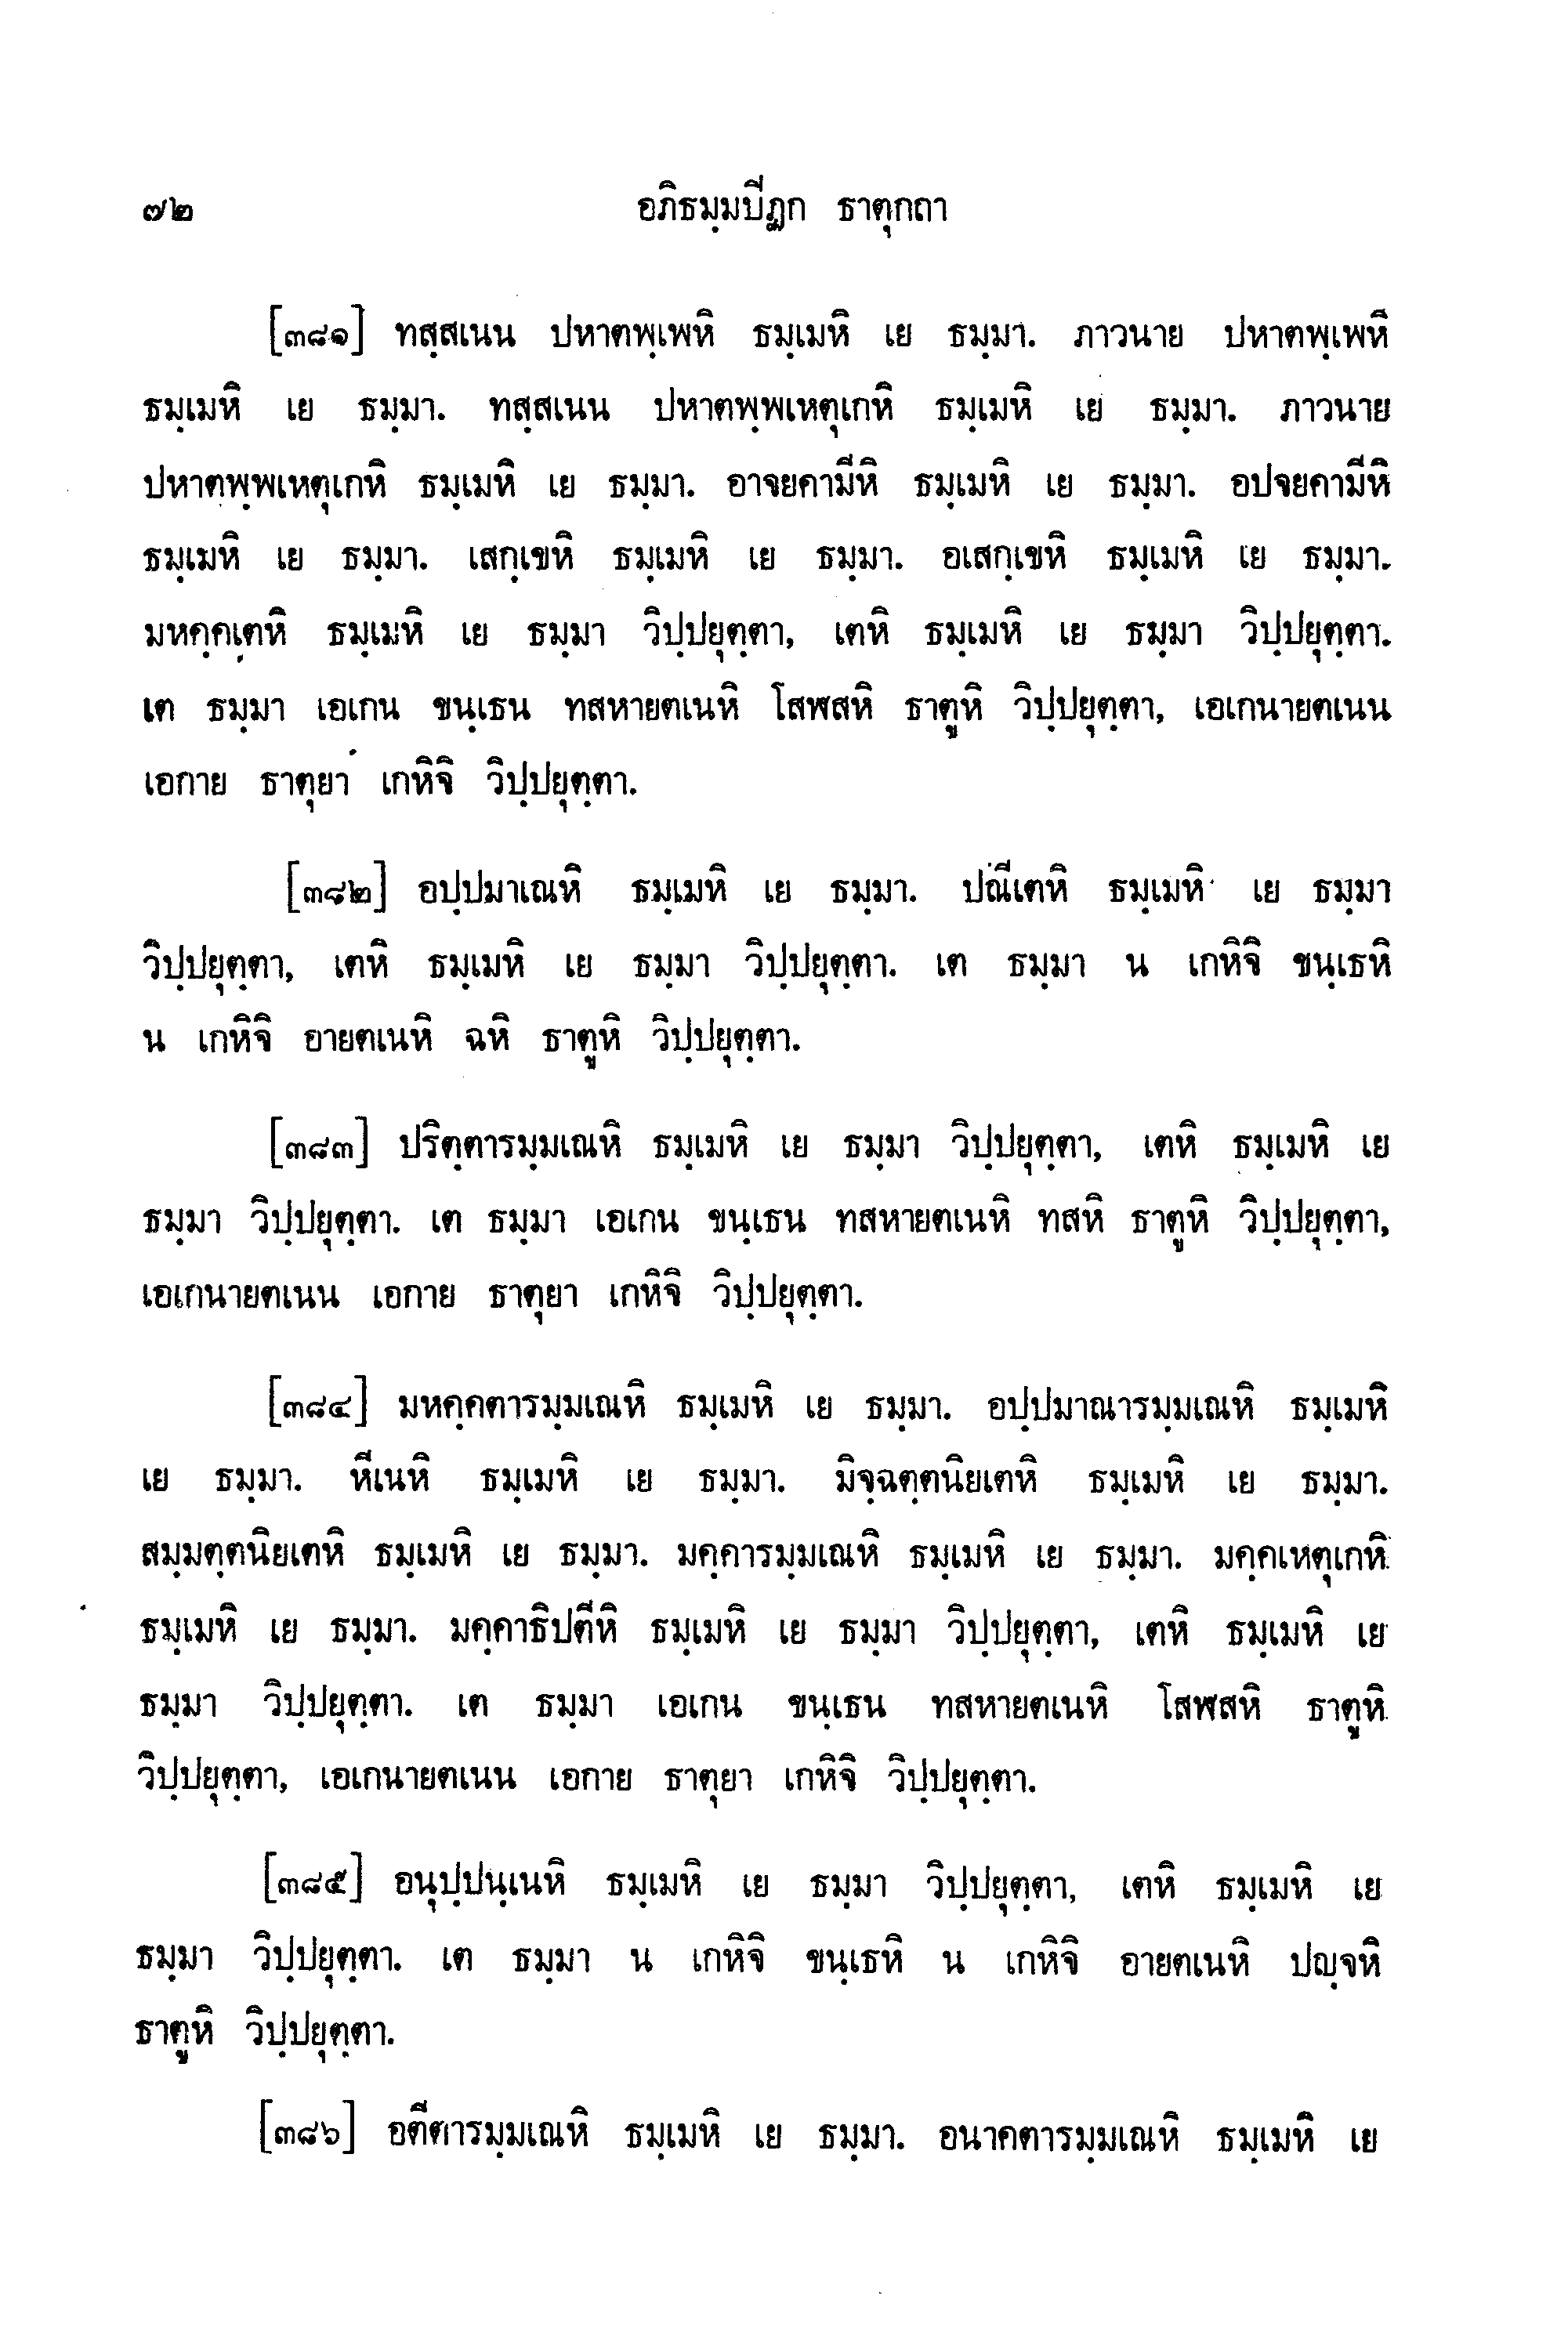 ๗๒ อภิธมฺมปีฏก ธาตุกถา
[๓๘๑] ทสฺสเนน ปหาตพฺเพหิ ธมฺเมหิ เย ธมฺมา. ภาวนาย ปหาตพฺเพหิ
ธมฺเมหิ เย ธมฺมา. ทสฺสเนน ปหาตพฺพเหตุเกหิ ธมฺเมหิ เย ธมฺมา. ภาวนาย
ปหาตพฺพเหตุเกหิ ธมฺเมหิ เย ธมฺมา. อาจยคามีหิ ธมฺเมหิ เย ธมฺมา. อปจยคามีหิ
ธมฺเมหิ เย ธมฺมา. เสกฺเขหิ ธมฺเมหิ เย ธมฺมา. อเสกฺเขหิ ธมฺเมหิ เย ธมฺมา.
มหคฺคเตหิ ธมฺเมหิ เย ธมฺมา วิปฺปยุตฺตา, เตหิ ธมฺเมหิ เย ธมฺมา วิปฺปยุตฺตา.
เต ธมฺมา เอเกน ขนฺเธน ทสหายตเนหิ โสฬสหิ ธาตูหิ วิปฺปยุตฺตา, เอเกนายตเนน
เอกาย ธาตุยา เกหิจิ วิปฺปยุตฺตา.
[๓๘๒] อปฺปมาเณหิ ธมฺเมหิ เย ธมฺมา. ปณีเตหิ ธมฺเมหิ เย ธมฺมา
วิปฺปยุตฺตา, เตหิ ธมฺเมหิ เย ธมฺมา วิปฺปยุตฺตา. เต ธมฺมา น เกหิจิ ขนฺเธหิ
น เกหิจิ อายตเนหิ ฉหิ ธาตูหิ วิปฺปยุตฺตา.
[๓๘๓] ปริตฺตารมฺมเณหิ ธมฺเมหิ เย ธมฺมา วิปฺปยุตฺตา, เตหิ ธมฺเมหิ เย
ธมฺมา วิปฺปยุตฺตา. เต ธมฺมา เอเกน ขนฺเธน ทสหายตเนหิ ทสหิ ธาตูหิ วิปฺปยุตฺตา,
เอเกนายตเนน เอกาย ธาตุยา เกหิจิ วิปฺปยุตฺตา.
[๓๘๔] มหคฺคตารมฺมเณหิ ธมฺเมหิ เย ธมฺมา. อปฺปมาณารมฺมเณหิ ธมฺเมหิ
เย ธมฺมา. หีเนหิ ธมฺเมหิ เย ธมฺมา. มิจฺฉตฺตนิยเตหิ ธมฺเมหิ เย ธมฺมา.
สมฺมตฺตนิยเตหิ ธมฺเมหิ เย ธมฺมา. มคฺคารมฺมเณหิ ธมฺเมหิ เย ธมฺมา. มคฺคเหตุเกหิ
ธมฺเมหิ เย ธมฺมา. มคฺคาธิปตีหิ ธมฺเมหิ เย ธมฺมา วิปฺปยุตฺตา, เตหิ ธมฺเมหิ เย
ธมฺมา วิปฺปยุตฺตา. เต ธมฺมา เอเกน ขนฺเธน ทสหายตเนหิ โสฬสหิ ธาตูหิ
วิปฺปยุตฺตา, เอเกนายตเนน เอกาย ธาตุยา เกหิจิ วิปฺปยุตฺตา.
[๓๘๕] อนุปฺปนฺเนหิ ธมฺเมหิ เย ธมฺมา วิปฺปยุตฺตา, เตหิ ธมฺเมหิ เย
ธมฺมา วิปฺปยุตฺตา. เต ธมฺมา น เกหิจิ ขนฺเธหิ น เกหิจิ อายตเนหิ ปญฺจหิ
ธาตูหิ วิปฺปยุตฺตา.
[๓๘๖] อตีตารมฺมเณหิ ธมฺเมหิ เย ธมฺมา. อนาคตารมฺมเณหิ ธมฺเมหิ เย